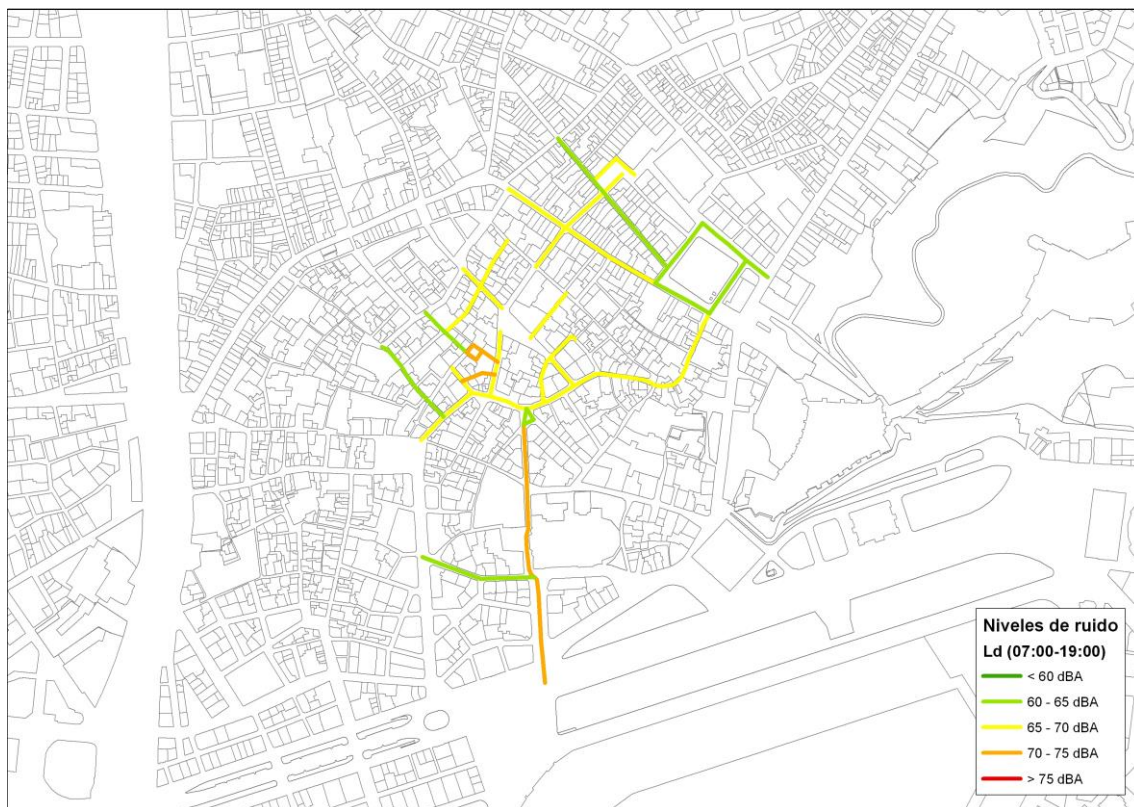 Niveles de ruido
Ld (07:00-19:00)
< 60 dBA
60 - 65 dBA
65 - 70 dBA
70 - 75 dBA
> 75 dBA